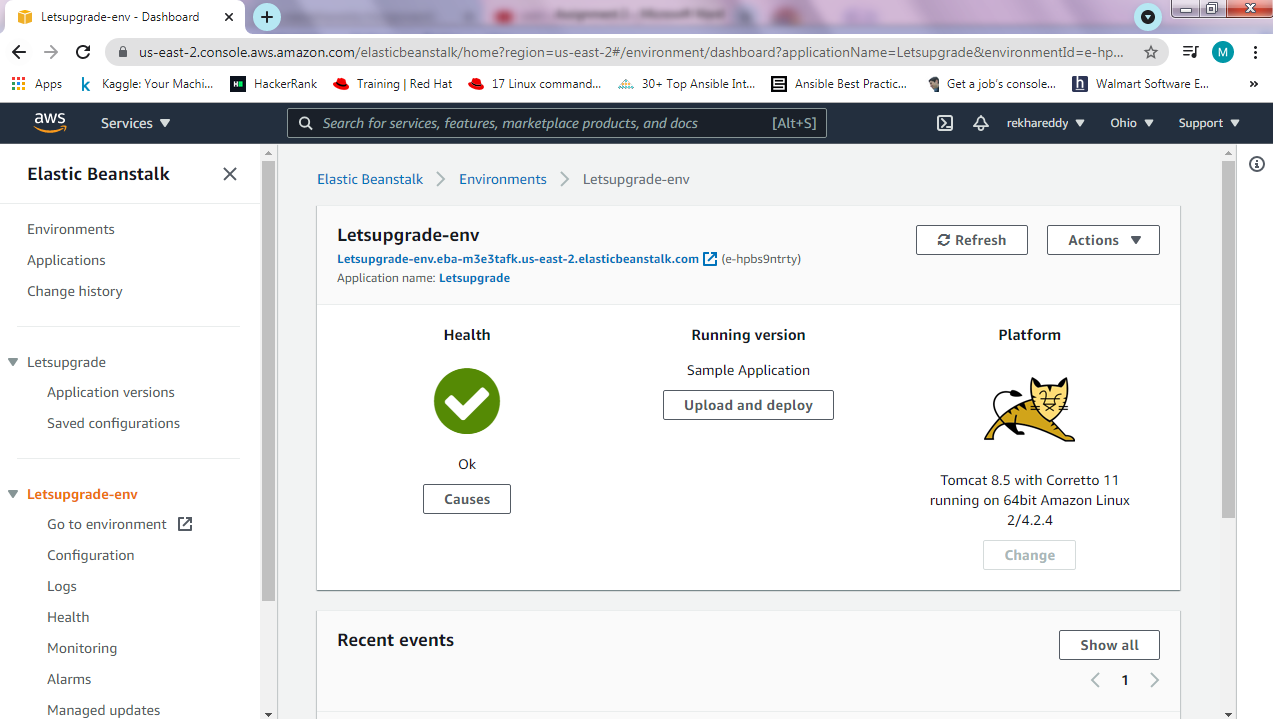 Letsupgrade-env - Dashboard
us-east-2.console.aws.amazon.com/elasticbeanstalk/home?region=us-east-2#/environment/dashboard?applicationName=Letsupgrade&environmentId=e-hp...
M
Apps
k Kaggle: Your Machi...
HackerRank
Training | Red Hat
17 Linux command...
30+ Top Ansible Int...
Ansible Best Practic...
Get a job's console...
h Walmart Software E...
»
aws
Services
Search for services, features, marketplace products, and docs [Alt+S]
rekhareddy
Ohio
Support
Elastic Beanstalk
Environments
Applications
Change history
Letsupgrade
Application versions
Saved configurations
Letsupgrade-env
Go to environment
Configuration
Logs
Health
Monitoring
Alarms
Managed updates
Elastic Beanstalk > Environments > Letsupgrade-env
Letsupgrade-env
Letsupgrade-env.eba-m3e3tafk.us-east-2.elasticbeanstalk.com (e-hpbs9ntrty)
Application name: Letsupgrade
Refresh
Actions
Health
Ok
Causes
Running version
Sample Application
Upload and deploy
Platform
Tomcat 8.5 with Corretto 11
running on 64bit Amazon Linux
2/4.2.4
Change
Recent events
Show all
1